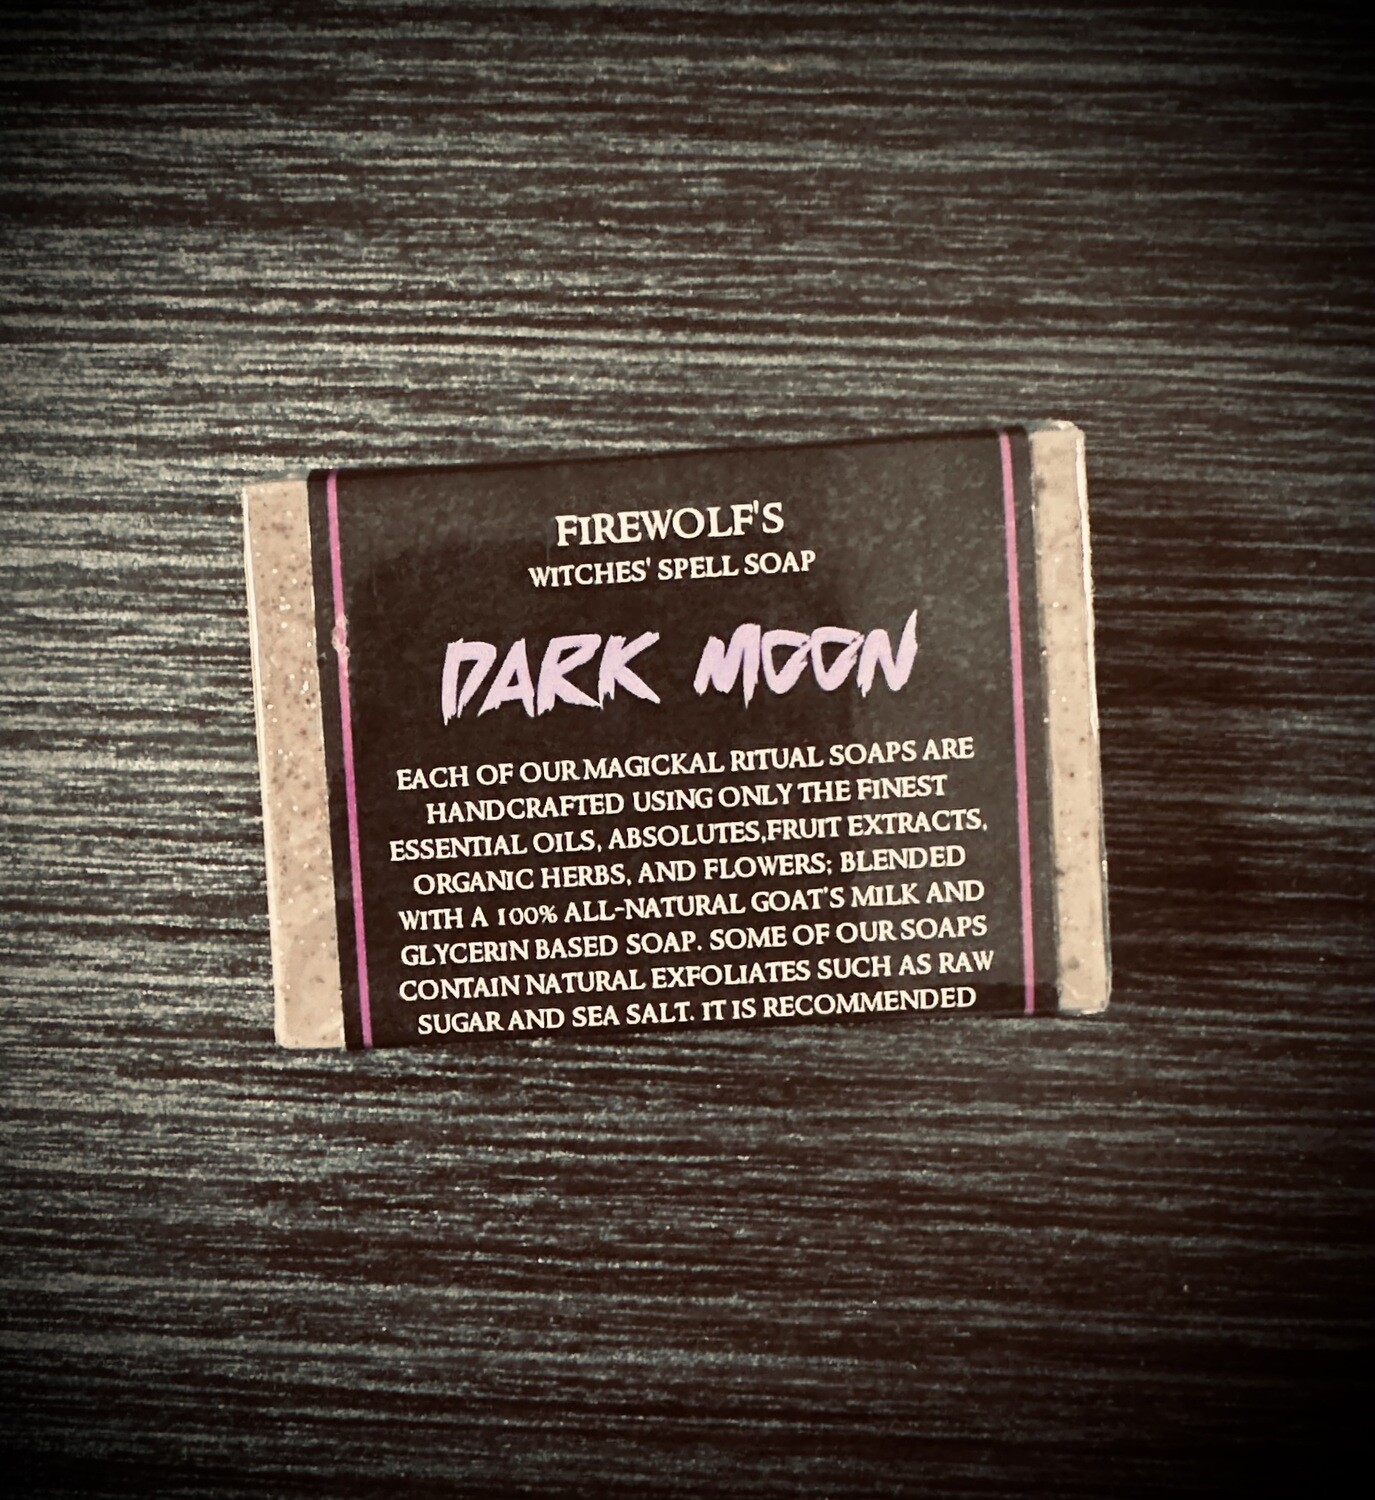 FIREWOLF'S
WITCHES' SPELL SOAP
DARK MOON
EACH OF OUR MAGICKAL RITUAL SOAPS ARE
HANDCRAFTED USING ONLY THE FINEST
ESSENTIAL OILS, ABSOLUTES,FRUIT EXTRACTS,
ORGANIC HERBS, AND FLOWERS; BLENDED
WITH A 100% ALL-NATURAL GOAT'S MILK AND
GLYCERIN BASED SOAP. SOME OF OUR SOAPS
CONTAIN NATURAL EXFOLIATES SUCH AS RAW
SUGAR AND SEA SALT. IT IS RECOMMENDED